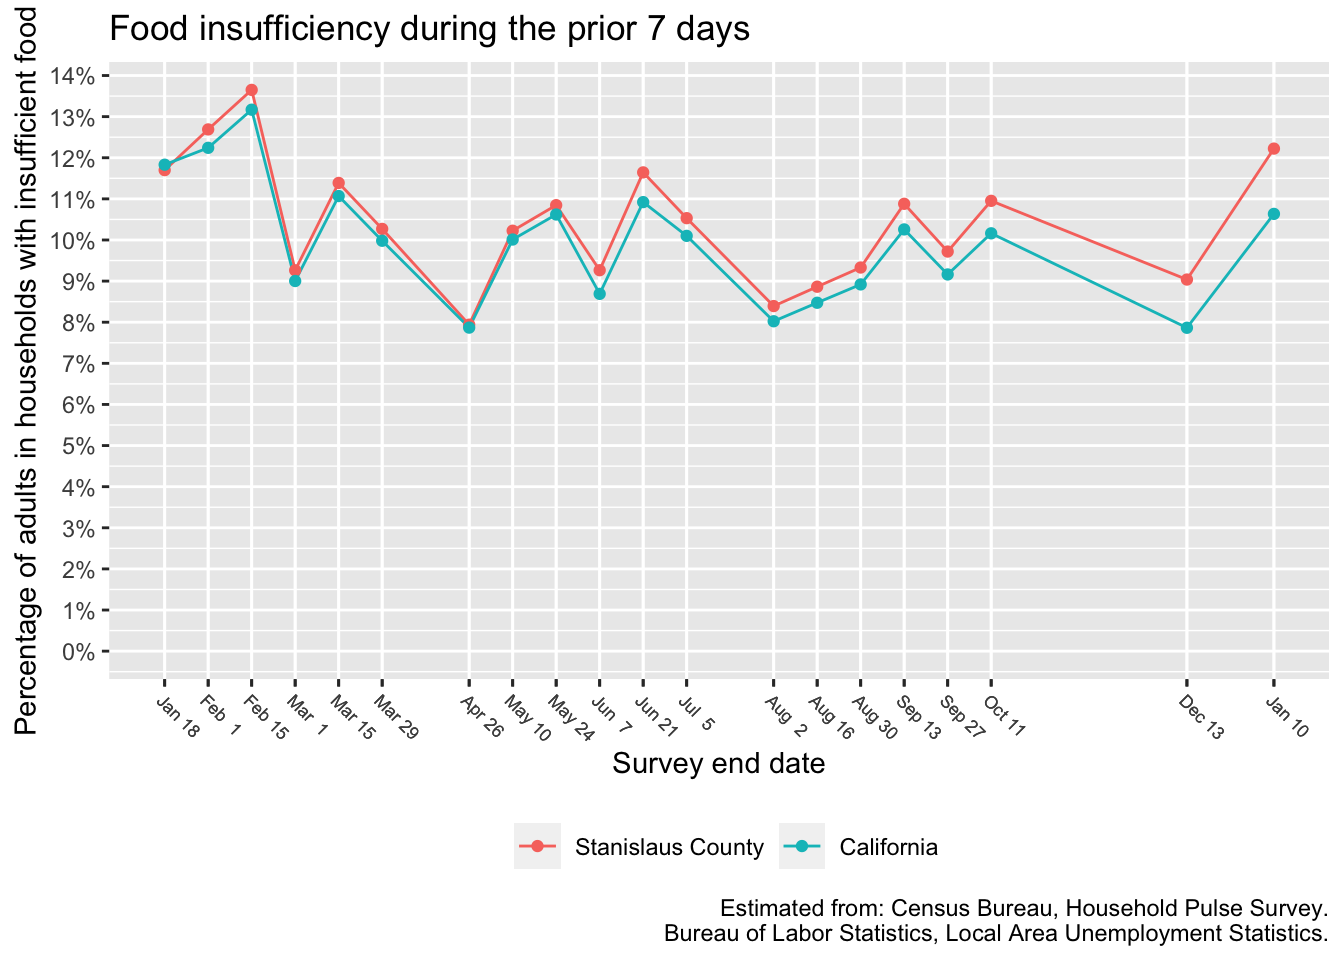 Food insufficiency during the prior 7 days
Percentage of adults in households with insufficient food
14%
13%
12%
11%
10%
9%
8%
7%
6%
5%
4%
3%
2%
1%
0%
Jan 18
Feb 1
Feb 15
Mar 1
Mar 15
Mar 29
Apr 26
May 10
May 24
Jun 7
Jun 21
Jul 5
Aug 2
Aug 16
Aug 30
Sep 13
Sep 27
Oct 11
Dec 13
Jan 10
Survey end date
Stanislaus County
California
Estimated from: Census Bureau, Household Pulse Survey.
Bureau of Labor Statistics, Local Area Unemployment Statistics.